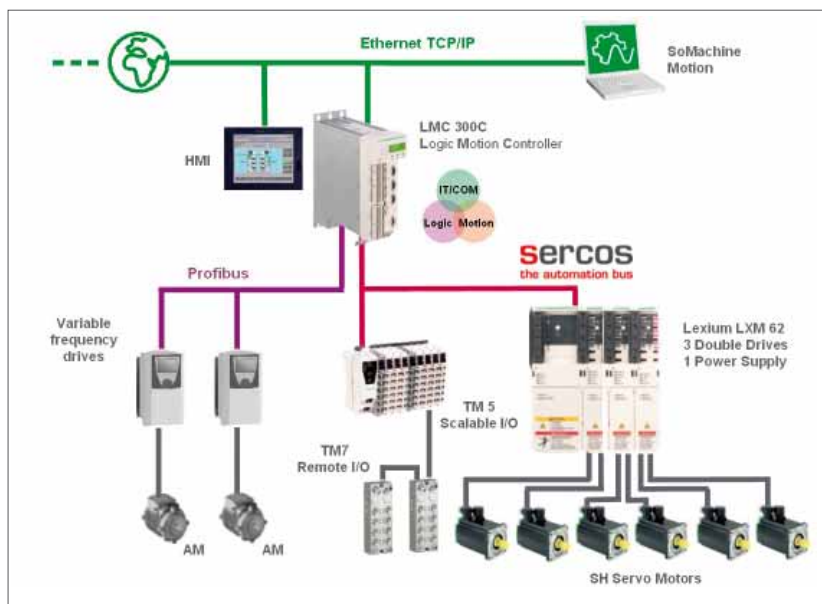 Ethernet TCP/IP
SoMachine
Motion
HMI
LMC 300C
Logic Motion Controller
IT/COM
Logic
Motion
Profibus
sercos
the automation bus
Variable
frequency
drives
Lexium LXM 62
3 Double Drives
1 Power Supply
TM 5
Scalable I/O
TM7
Remote I/O
AM
AM
SH Servo Motors